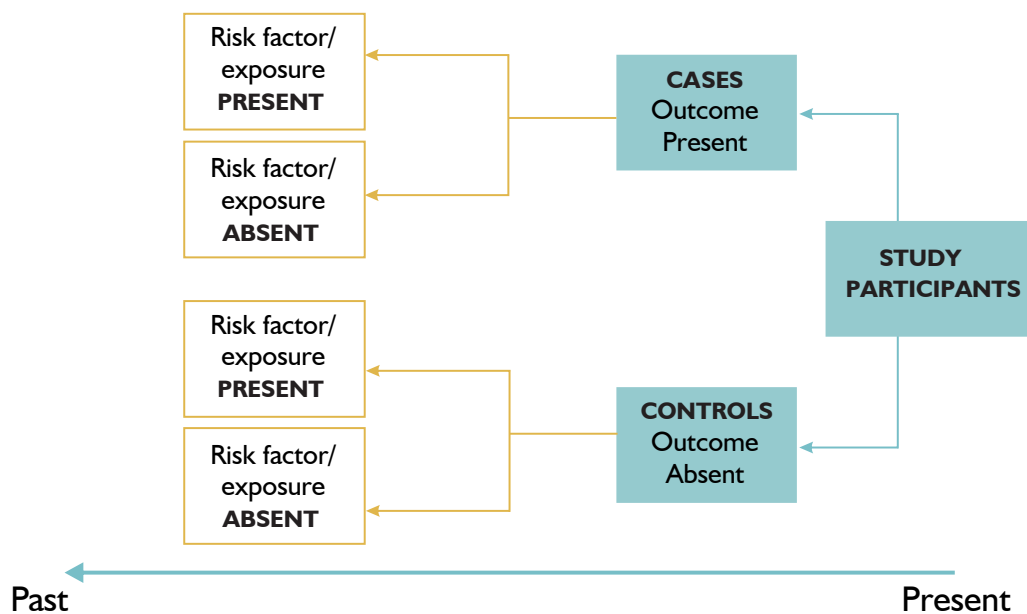 Risk factor/
exposure
PRESENT
Risk factor/
exposure
ABSENT
CASES
Outcome
Present
STUDY
PARTICIPANTS
Risk factor/
exposure
PRESENT
Risk factor/
exposure
ABSENT
CONTROLS
Outcome
Absent
Past
Present